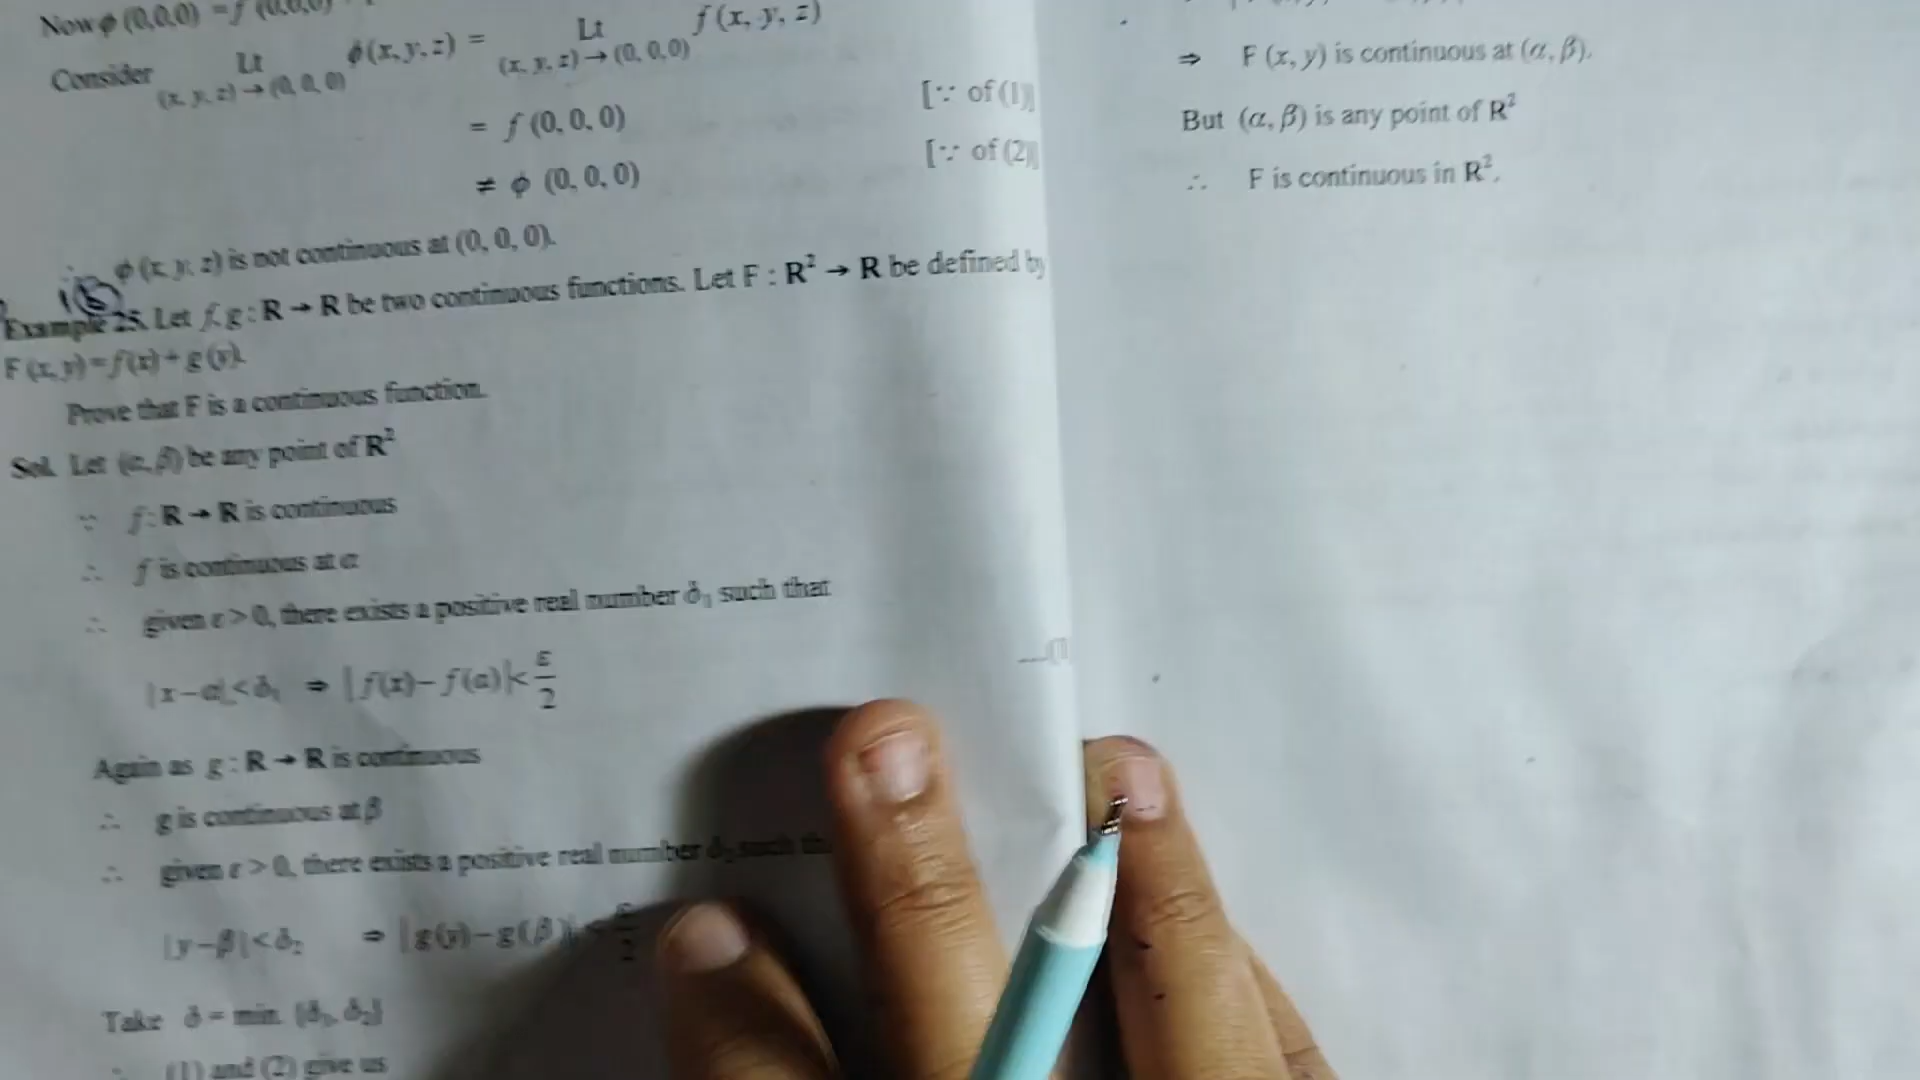 Now ϕ (0,0,0) = f (0,0,0)
Consider Lt (x, y, z) → (0, 0, 0) ϕ(x, y, z) = Lt (x, y, z) → (0, 0, 0) f (x, y, z)
= f (0, 0, 0) [∵ of (1)]
≠ ϕ (0, 0, 0) [∵ of (2)]
∴ ϕ (x, y, z) is not continuous at (0, 0, 0).
Example 25. Let f, g : R → R be two continuous functions. Let F : R² → R be defined by
F (x, y) = f(x) + g (y).
Prove that F is a continuous function.
Sol. Let (α, β) be any point of R²
∵ f : R → R is continuous
∴ f is continuous at α
∴ given ε > 0, there exists a positive real number δ₁ such that
|x − α| < δ₁ ⇒ | f(x) − f(α)| < ε/2 ...(1
Again as g : R → R is continuous
∴ g is continuous at β
∴ given ε > 0, there exists a positive real number δ₂ such
|y − β| < δ₂ ⇒ | g(y) − g(β)| < ε/2
Take δ = min. {δ₁, δ₂}
∴ (1) and (2) give us
⇒ F (x, y) is continuous at (α, β).
But (α, β) is any point of R²
∴ F is continuous in R².